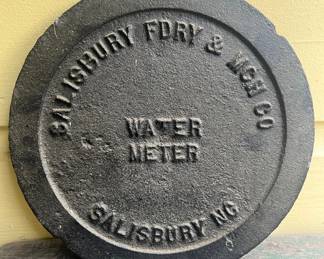 SALISBURY FDRY & MCH CO
WATER
METER
SALISBURY NC